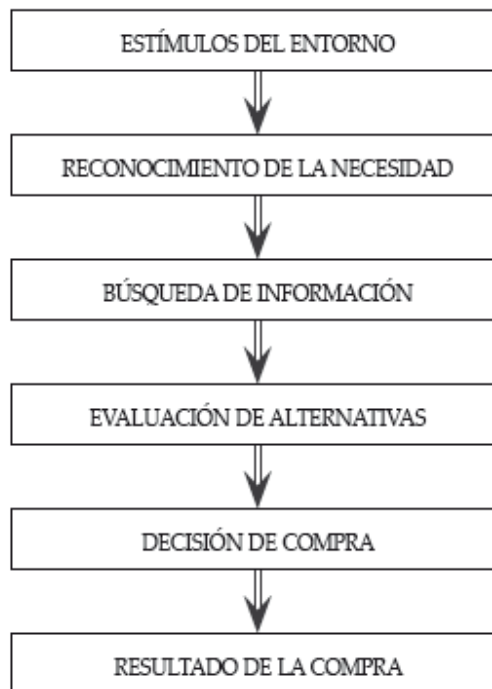 ESTÍMULOS DEL ENTORNO
RECONOCIMIENTO DE LA NECESIDAD
BÚSQUEDA DE INFORMACIÓN
EVALUACIÓN DE ALTERNATIVAS
DECISIÓN DE COMPRA
RESULTADO DE LA COMPRA